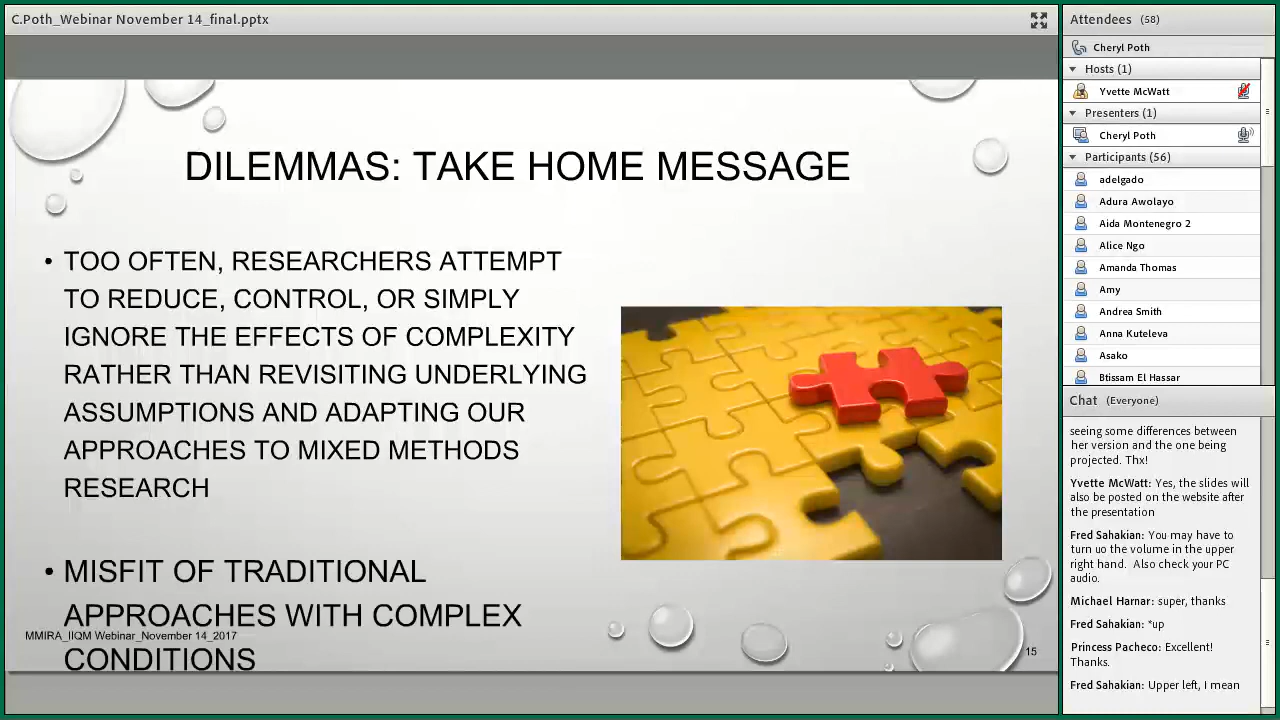 C.Poth_Webinar November 14_final.pptx
DILEMMAS: TAKE HOME MESSAGE
• TOO OFTEN, RESEARCHERS ATTEMPT
TO REDUCE, CONTROL, OR SIMPLY
IGNORE THE EFFECTS OF COMPLEXITY
RATHER THAN REVISITING UNDERLYING
ASSUMPTIONS AND ADAPTING OUR
APPROACHES TO MIXED METHODS
RESEARCH
• MISFIT OF TRADITIONAL
APPROACHES WITH COMPLEX
CONDITIONS
MMIRA_IIQM Webinar_November 14_2017
15
Attendees (58)
Cheryl Poth
Hosts (1)
Yvette McWatt
Presenters (1)
Cheryl Poth
Participants (56)
adelgado
Adura Awolayo
Aida Montenegro 2
Alice Ngo
Amanda Thomas
Amy
Andrea Smith
Anna Kuteleva
Asako
Btissam El Hassar
Chat (Everyone)
seeing some differences between
her version and the one being
projected. Thx!
Yvette McWatt: Yes, the slides will
also be posted on the website after
the presentation
Fred Sahakian: You may have to
turn uo the volume in the upper
right hand. Also check your PC
audio.
Michael Harnar: super, thanks
Fred Sahakian: *up
Princess Pacheco: Excellent!
Thanks.
Fred Sahakian: Upper left, I mean